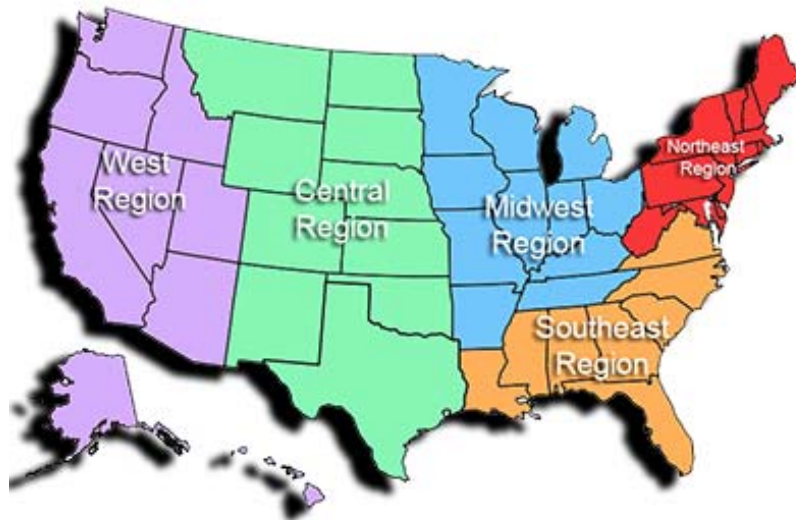 West
Region
Central
Region
Midwest
Region
Northeast
Region
Southeast
Region